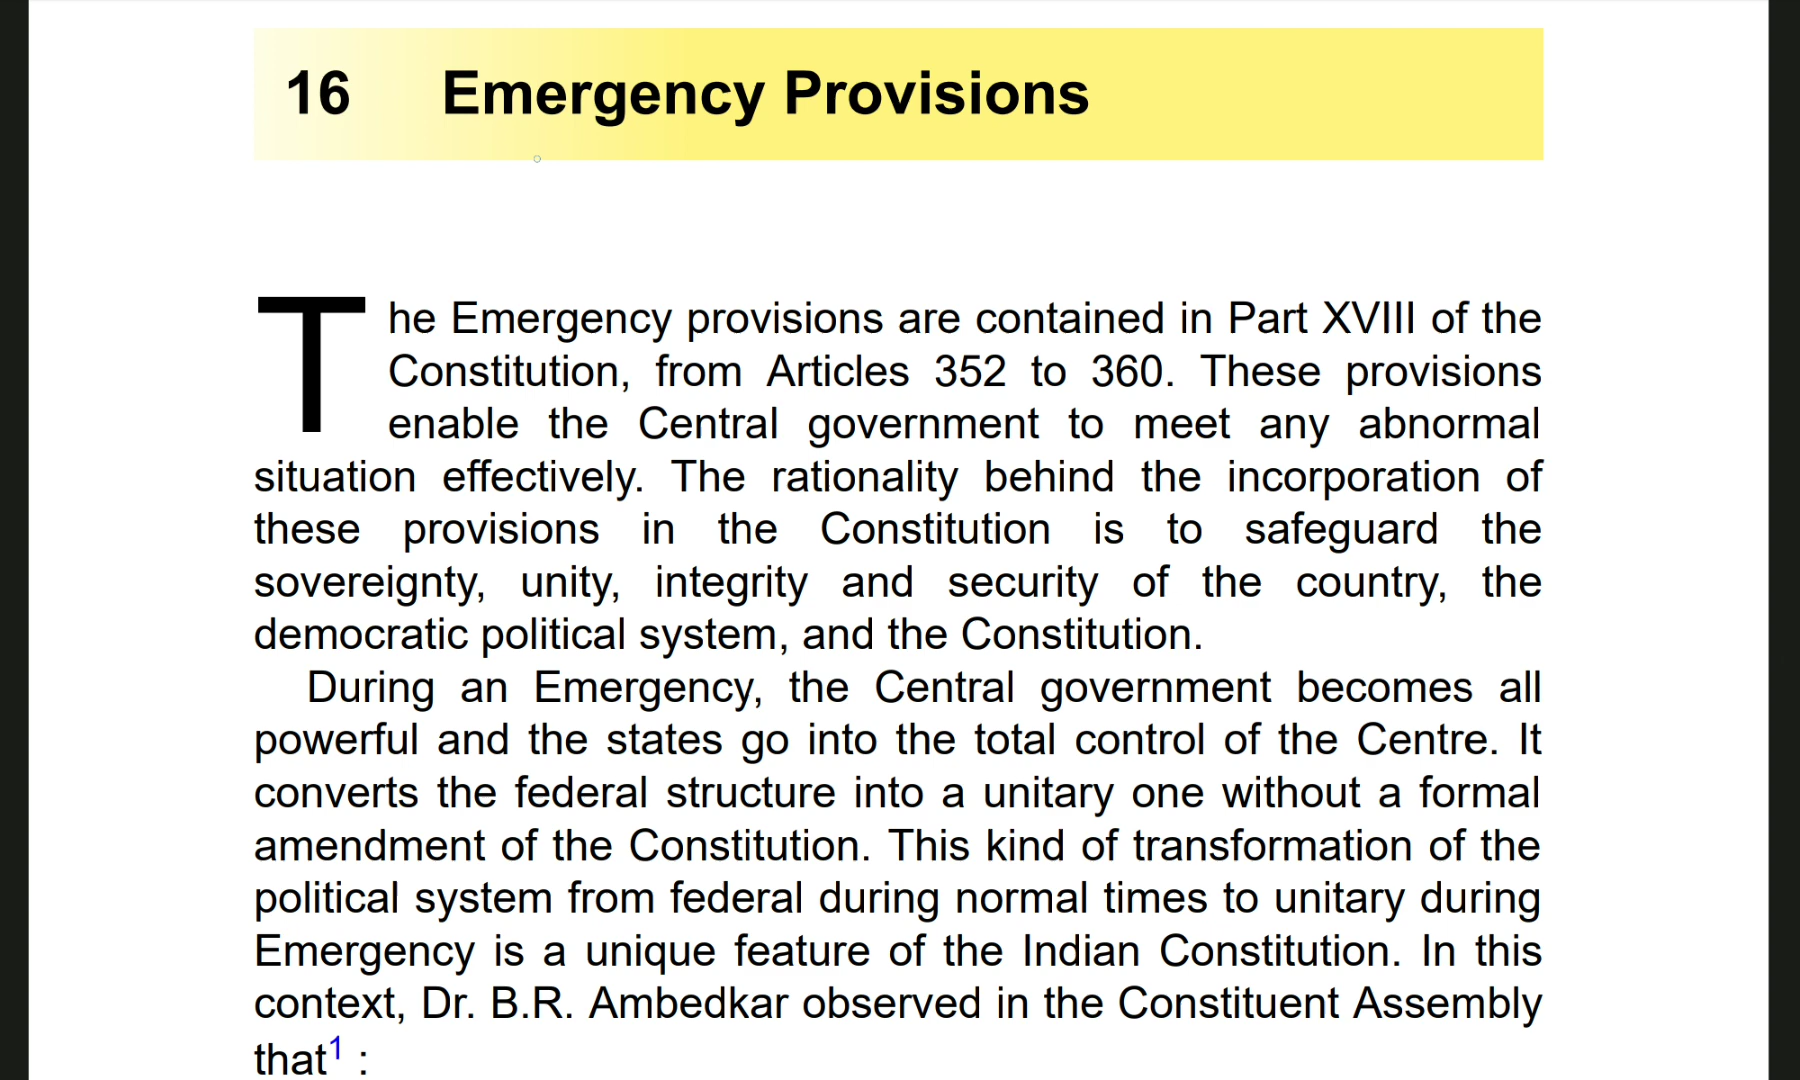 16 Emergency Provisions
The Emergency provisions are contained in Part XVIII of the
Constitution, from Articles 352 to 360. These provisions
enable the Central government to meet any abnormal
situation effectively. The rationality behind the incorporation of
these provisions in the Constitution is to safeguard the
sovereignty, unity, integrity and security of the country, the
democratic political system, and the Constitution.
During an Emergency, the Central government becomes all
powerful and the states go into the total control of the Centre. It
converts the federal structure into a unitary one without a formal
amendment of the Constitution. This kind of transformation of the
political system from federal during normal times to unitary during
Emergency is a unique feature of the Indian Constitution. In this
context, Dr. B.R. Ambedkar observed in the Constituent Assembly
that1 :